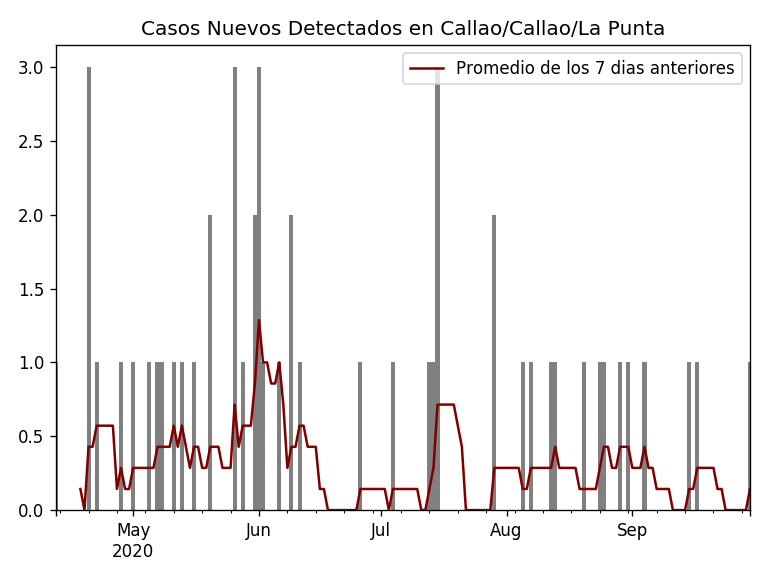 Casos Nuevos Detectados en Callao/Callao/La Punta
Promedio de los 7 dias anteriores
3.0
2.5
2.0
1.5
1.0
0.5
0.0
May Jun Jul Aug Sep
2020